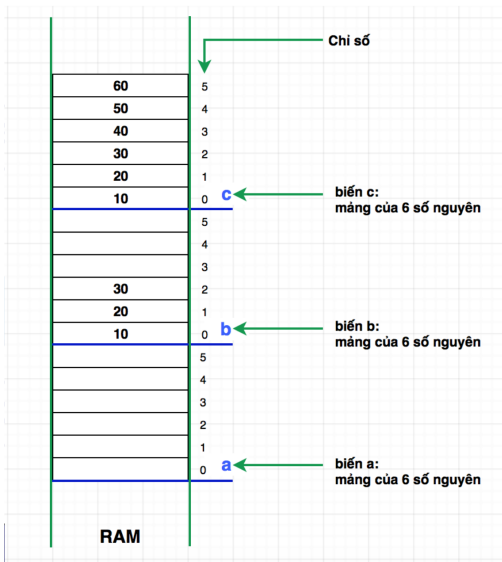 Chỉ số
60 5
50 4
40 3
30 2
20 1
10 0 c
biến c:
mảng của 6 số nguyên
5
4
3
30 2
20 1
10 0 b
biến b:
mảng của 6 số nguyên
5
4
3
2
1
0 a
biến a:
mảng của 6 số nguyên
RAM